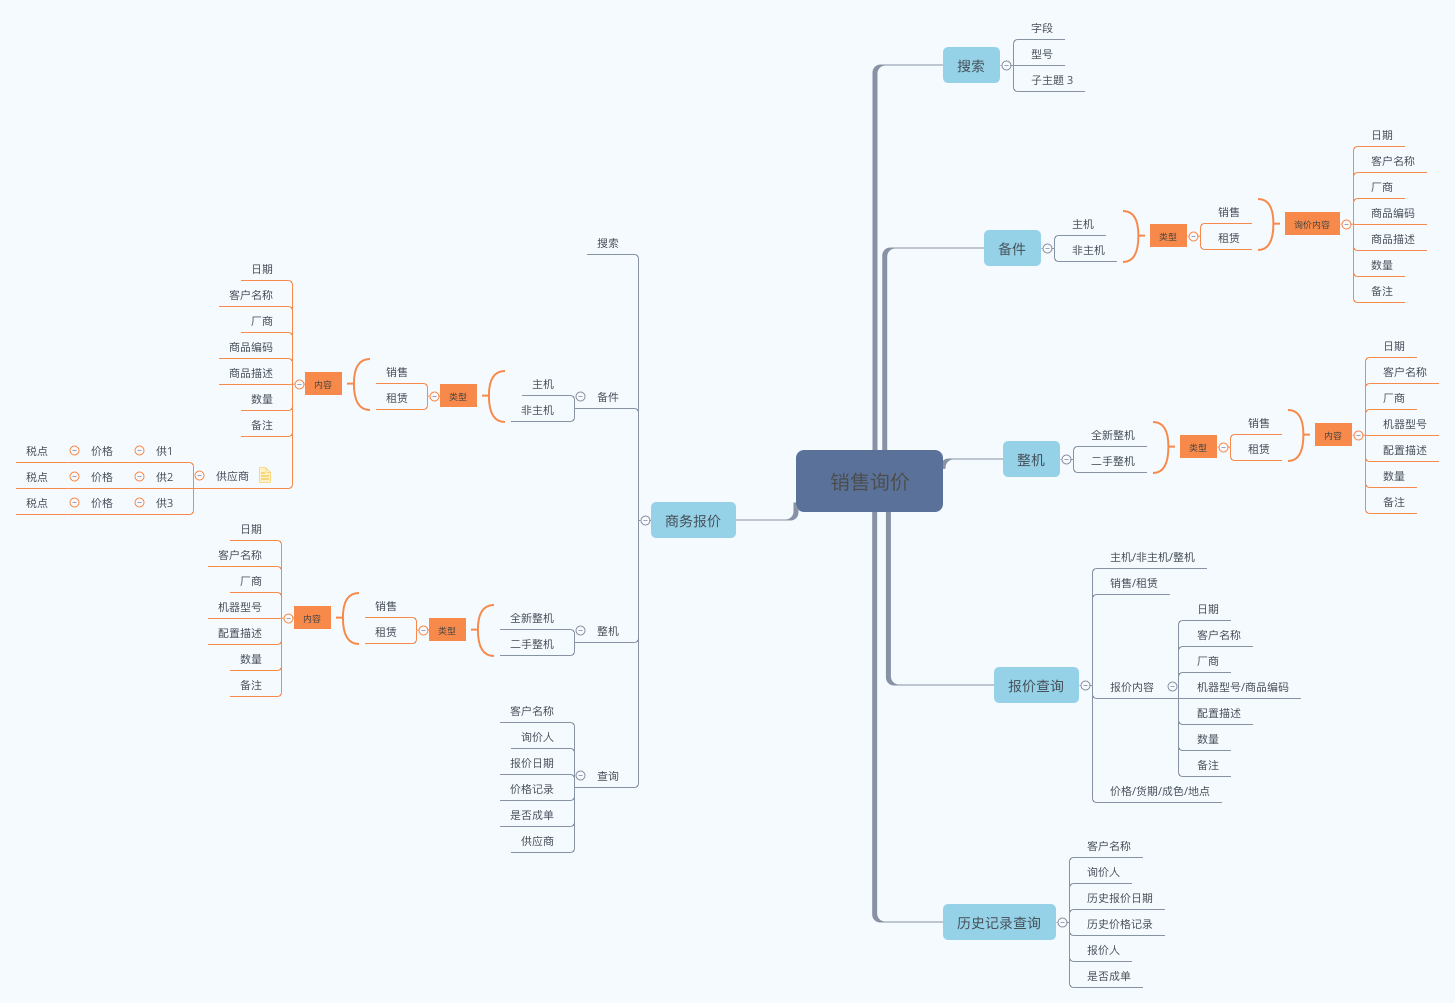 销售询价
搜索
字段
型号
子主题 3
备件
主机
非主机
类型
销售
租赁
询价内容
日期
客户名称
厂商
商品编码
商品描述
数量
备注
整机
全新整机
二手整机
类型
销售
租赁
内容
日期
客户名称
厂商
机器型号
配置描述
数量
备注
报价查询
主机/非主机/整机
销售/租赁
报价内容
日期
客户名称
厂商
机器型号/商品编码
配置描述
数量
备注
价格/货期/成色/地点
历史记录查询
客户名称
询价人
历史报价日期
历史价格记录
报价人
是否成单
商务报价
搜索
备件
主机
非主机
类型
销售
租赁
内容
日期
客户名称
厂商
商品编码
商品描述
数量
备注
供应商
供1
价格
税点
供2
价格
税点
供3
价格
税点
整机
全新整机
二手整机
类型
销售
租赁
内容
日期
客户名称
厂商
机器型号
配置描述
数量
备注
查询
客户名称
询价人
报价日期
价格记录
是否成单
供应商